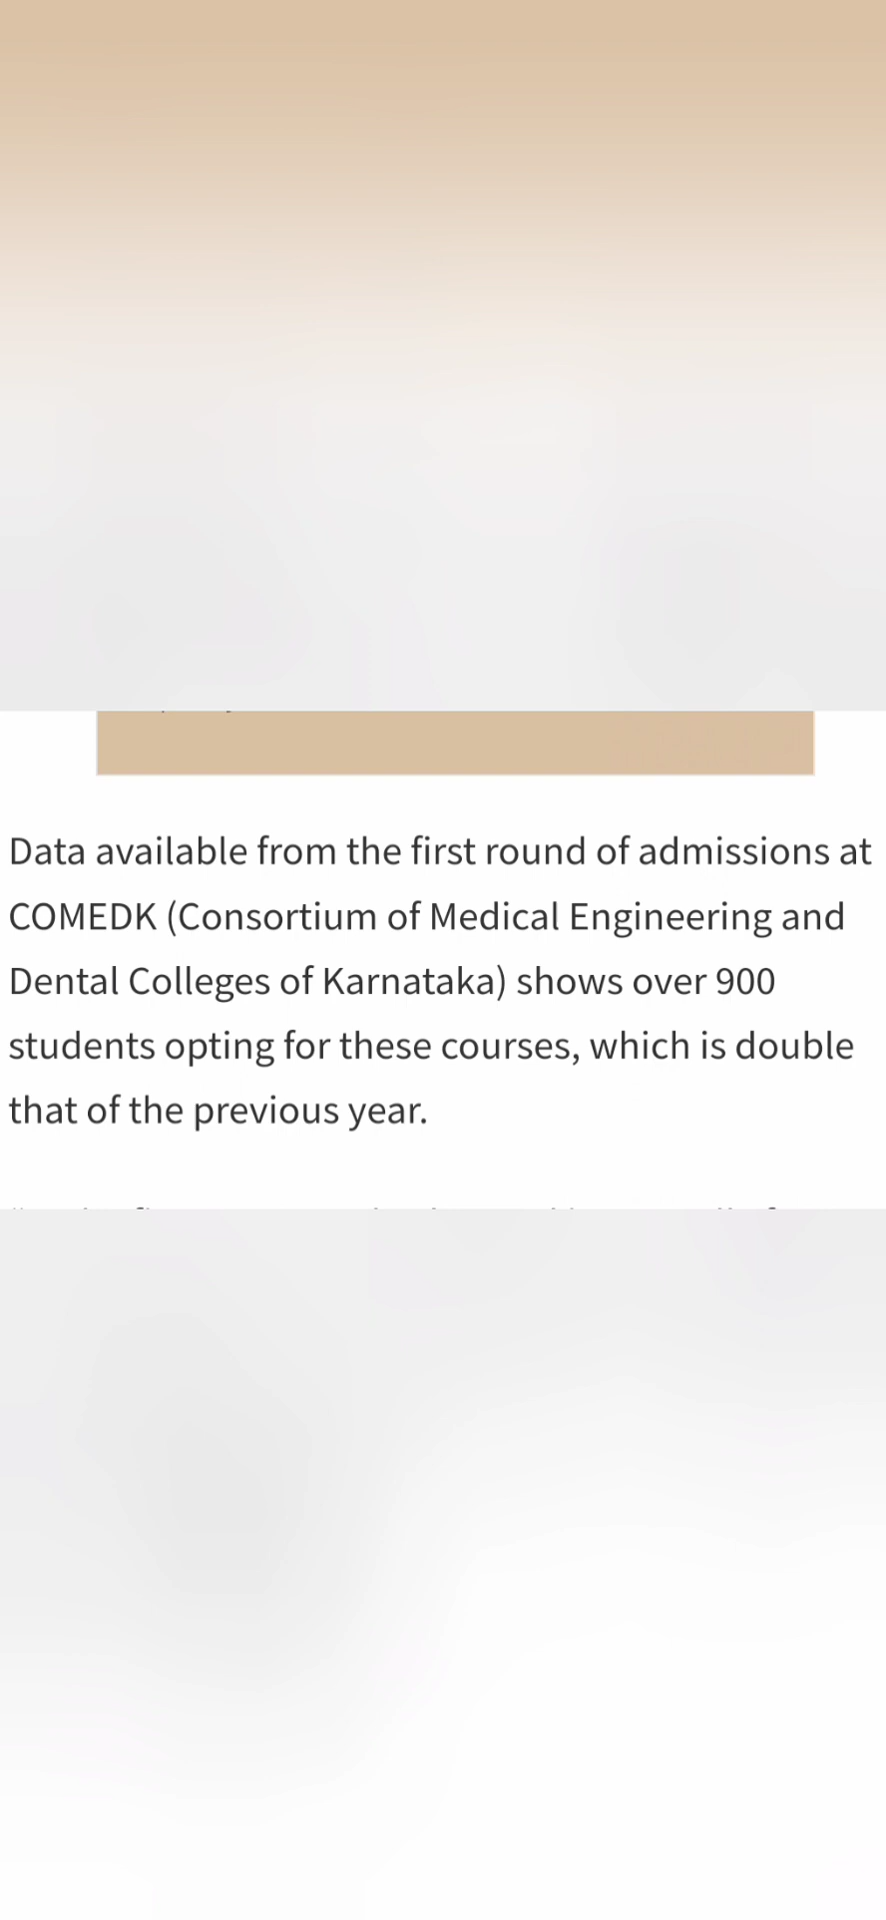 Data available from the first round of admissions at
COMEDK (Consortium of Medical Engineering and
Dental Colleges of Karnataka) shows over 900
students opting for these courses, which is double
that of the previous year.